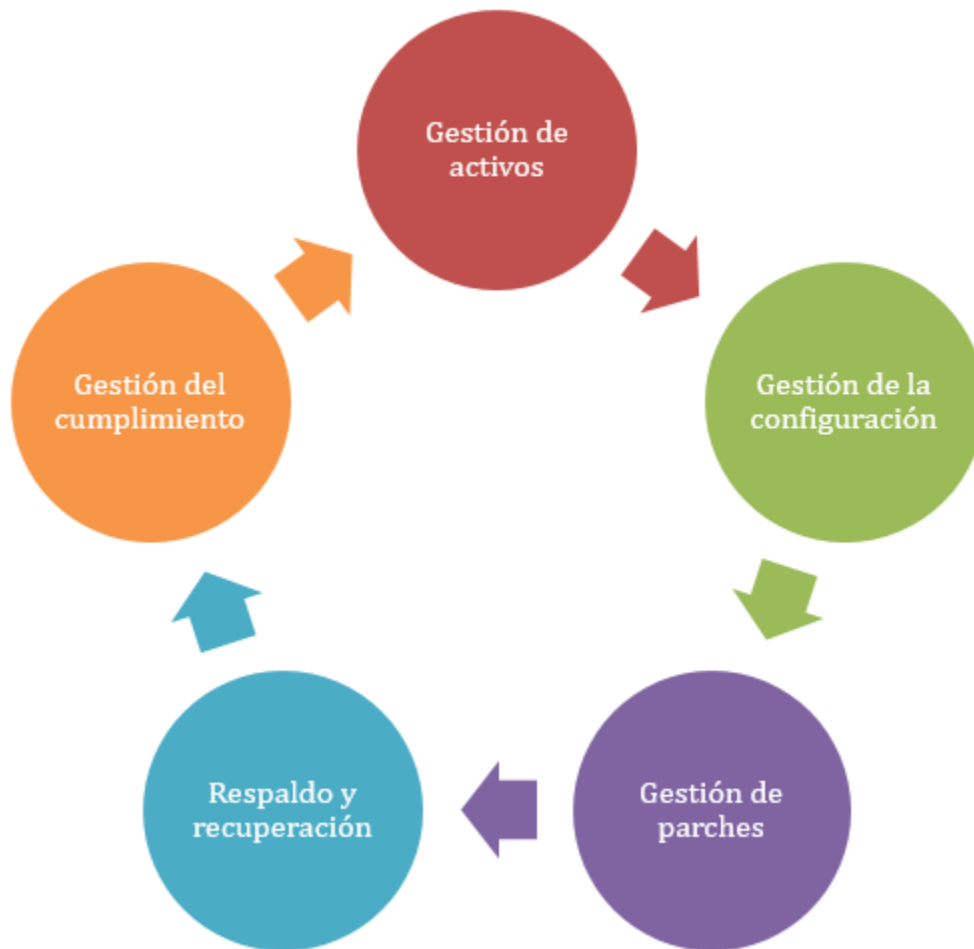 Gestión de
activos
Gestión de la
configuración
Gestión de
parches
Respaldo y
recuperación
Gestión del
cumplimiento